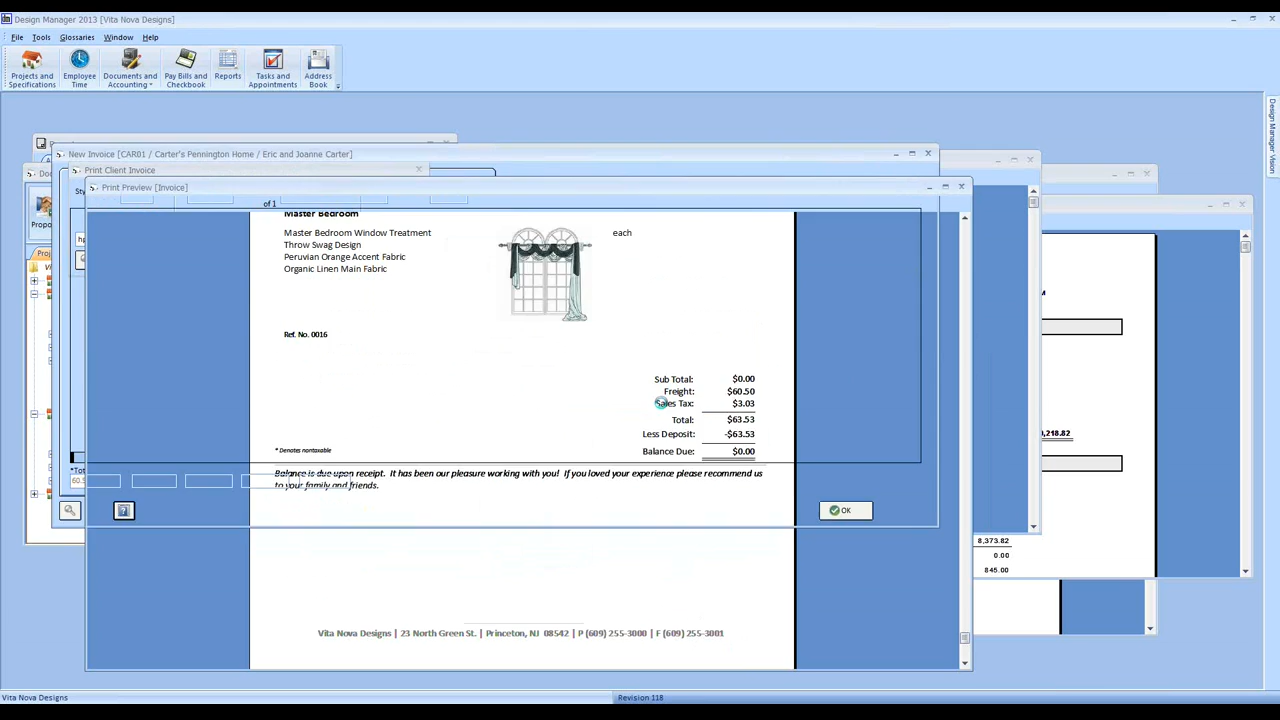 Design Manager 2013 [Vita Nova Designs]
File Tools Glossaries Window Help
Projects and Specifications
Employee Time
Documents and Accounting
Pay Bills and Checkbook
Reports
Tasks and Appointments
Address Book
Design Manager Vision
New Invoice [CAR01 / Carter's Pennington Home / Eric and Joanne Carter]
Print Client Invoice
Print Preview [Invoice]
of 1
Master Bedroom
Master Bedroom Window Treatment each
Throw Swag Design
Peruvian Orange Accent Fabric
Organic Linen Main Fabric
Ref. No. 0016
Sub Total: $0.00
Freight: $60.50
Sales Tax: $3.03
Total: $63.53
Less Deposit: -$63.53
* Denotes nontaxable
Balance Due: $0.00
Balance is due upon receipt. It has been our pleasure working with you! If you loved your experience please recommend us
to your family and friends.
OK
8,373.82
0.00
845.00
Vita Nova Designs | 23 North Green St. | Princeton, NJ 08542 | P (609) 255-3000 | F (609) 255-3001
Vita Nova Designs
Revision 118